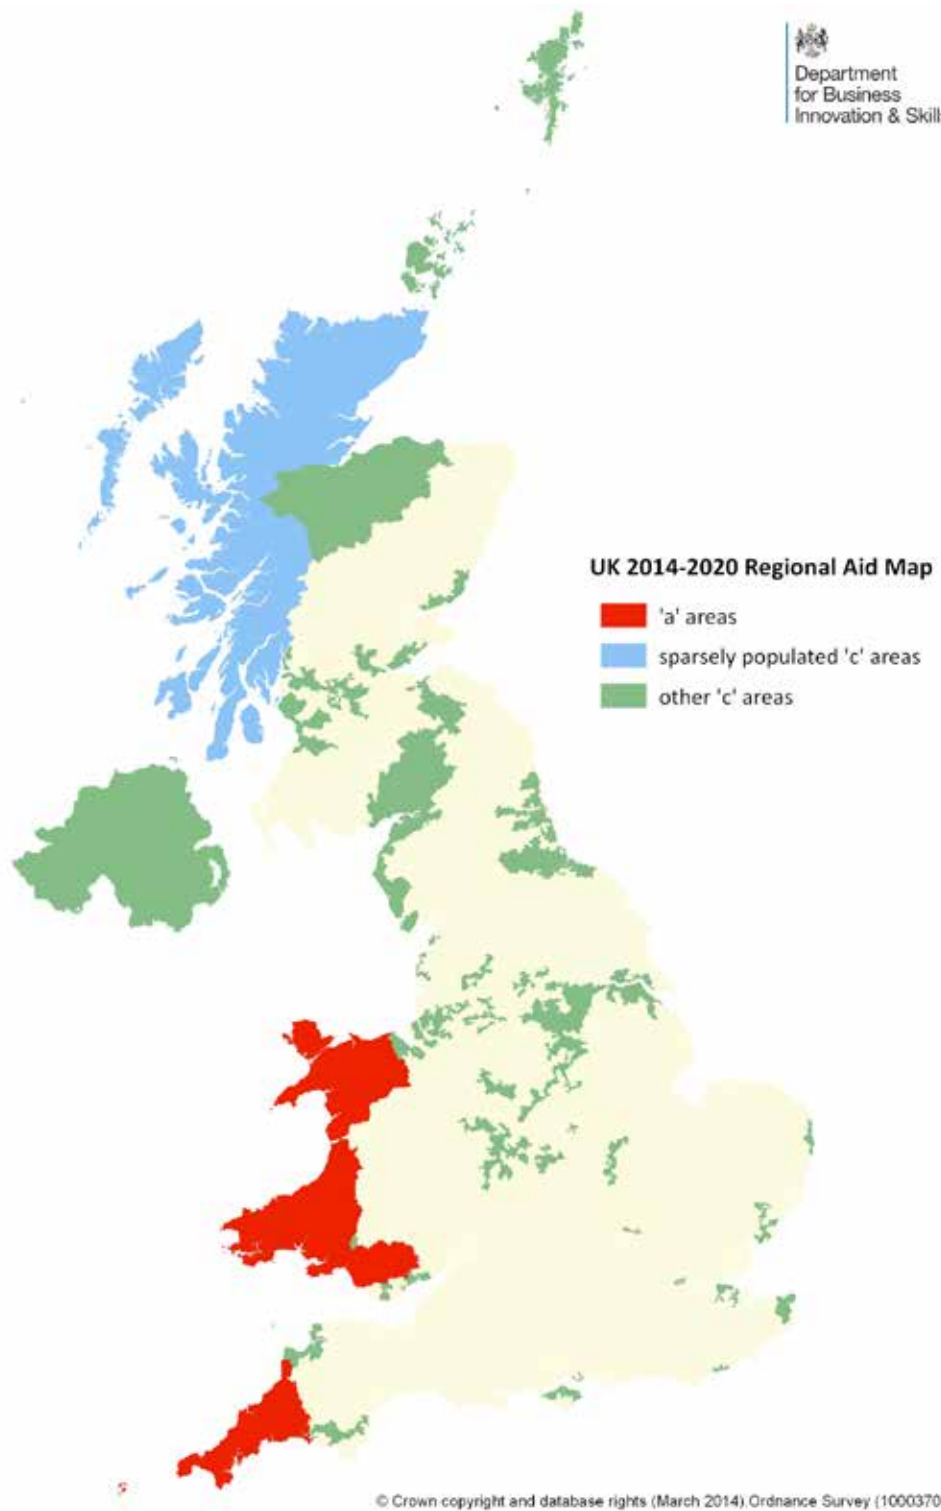 Department
for Business
Innovation & Skill
UK 2014-2020 Regional Aid Map
'a' areas
sparsely populated 'c' areas
other 'c' areas
© Crown copyright and database rights (March 2014) Ordnance Survey (1000370